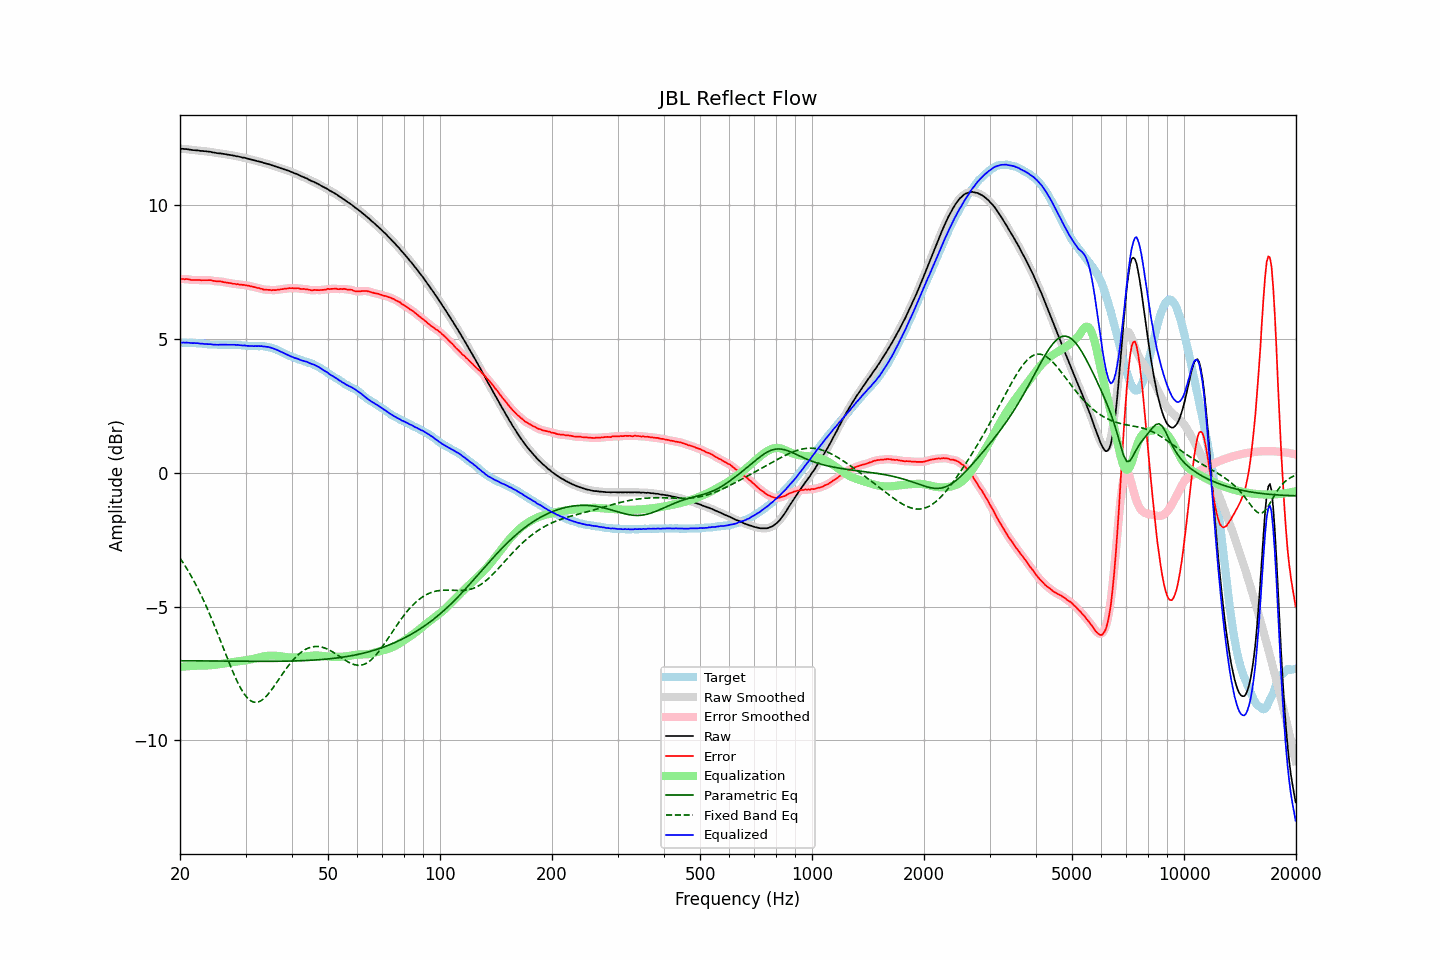 JBL Reflect Flow
Amplitude (dBr)
10
5
0
−5
−10
Target
Raw Smoothed
Error Smoothed
Raw
Error
Equalization
Parametric Eq
Fixed Band Eq
Equalized
20 50 100 200 500 1000 2000 5000 10000 20000
Frequency (Hz)